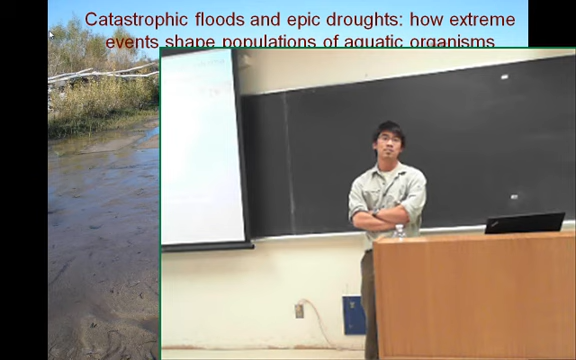 Catastrophic floods and epic droughts: how extreme
events shape populations of aquatic organisms